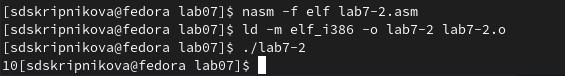 [sdskripnikova@fedora lab07]$ nasm -f elf lab7-2.asm
[sdskripnikova@fedora lab07]$ ld -m elf_i386 -o lab7-2 lab7-2.o
[sdskripnikova@fedora lab07]$ ./lab7-2
10[sdskripnikova@fedora lab07]$